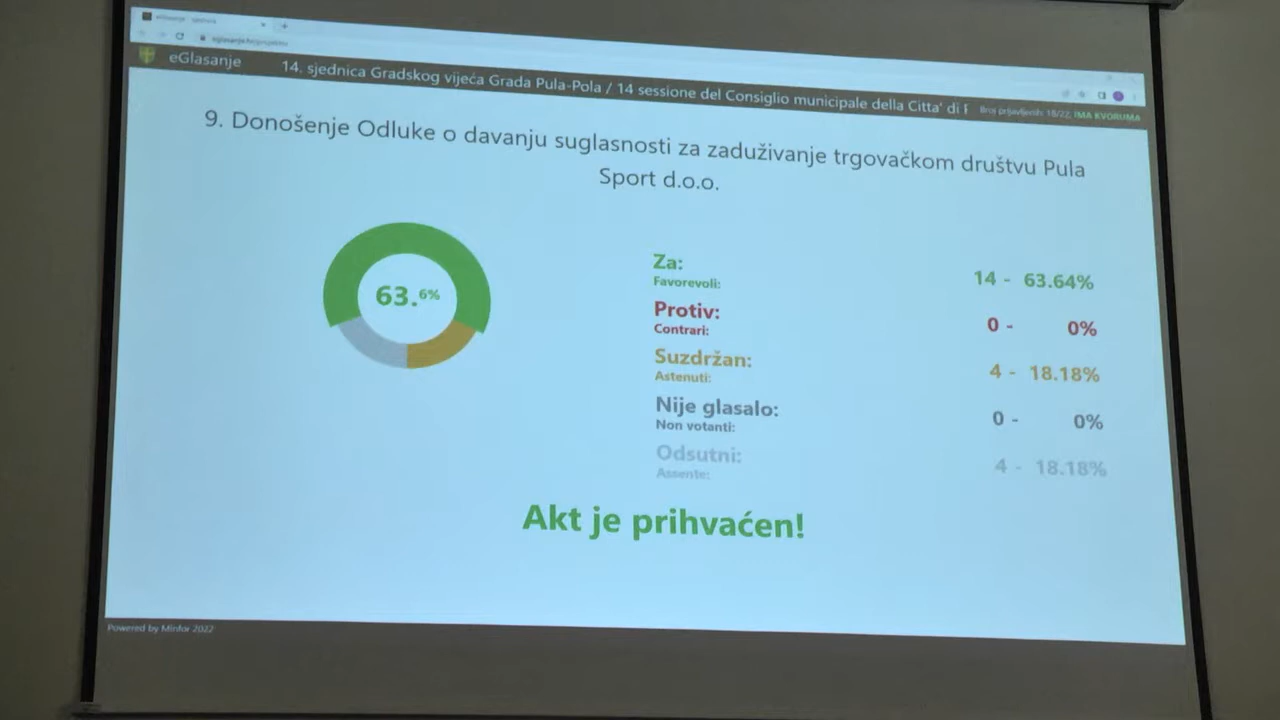 eGlasanje
14. sjednica Gradskog vijeća Grada Pula-Pola / 14 sessione del Consiglio municipale della Citta' di
Broj prijavljenih: 18/22, IMA KVORUMA
9. Donošenje Odluke o davanju suglasnosti za zaduživanje trgovačkom društvu Pula
Sport d.o.o.
63.6%
Za: 14 - 63.64%
Favorevoli:
Protiv: 0 - 0%
Contrari:
Suzdržan: 4 - 18.18%
Astenuti:
Nije glasalo: 0 - 0%
Non votanti:
Odsutni: 4 - 18.18%
Assente:
Akt je prihvaćen!
Powered by Minfor 2022